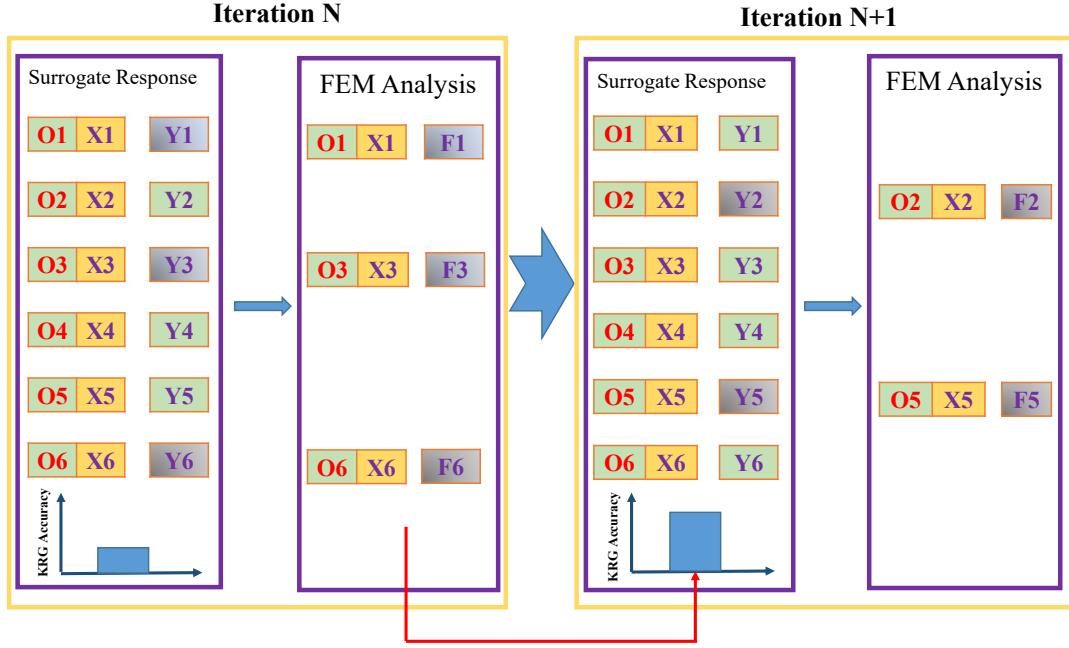 Iteration N
Surrogate Response
O1 X1 Y1
O2 X2 Y2
O3 X3 Y3
O4 X4 Y4
O5 X5 Y5
O6 X6 Y6
KRG Accuracy
FEM Analysis
O1 X1 F1
O3 X3 F3
O6 X6 F6
Iteration N+1
Surrogate Response
O1 X1 Y1
O2 X2 Y2
O3 X3 Y3
O4 X4 Y4
O5 X5 Y5
O6 X6 Y6
KRG Accuracy
FEM Analysis
O2 X2 F2
O5 X5 F5